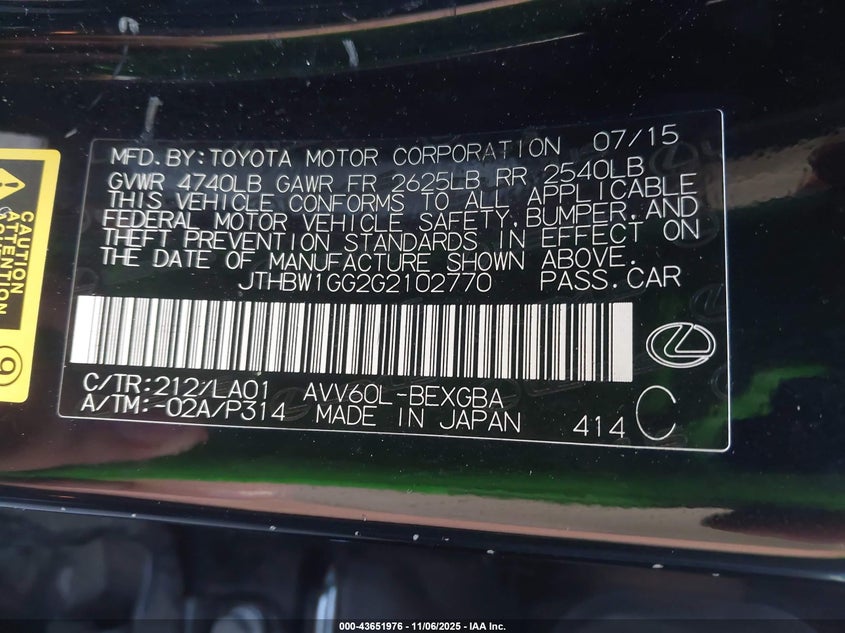 MFD.BY:TOYOTA MOTOR CORPORATION 07/15
GVWR 4740LB GAWR FR 2625LB RR 2540LB
THIS VEHICLE CONFORMS TO ALL APPLICABLE
FEDERAL MOTOR VEHICLE SAFETY,BUMPER,AND
THEFT PREVENTION STANDARDS IN EFFECT ON
THE DATE OF MANUFACTURE SHOWN ABOVE.
JTHBW1GG2G2102770 PASS.CAR
C/TR:212/LA01 AVV60L-BEXGBA
A/TM:-02A/P314 MADE IN JAPAN 414 C
CAUTION
ATTENTION
9
000-43651976 - 11/06/2025 - IAA Inc.